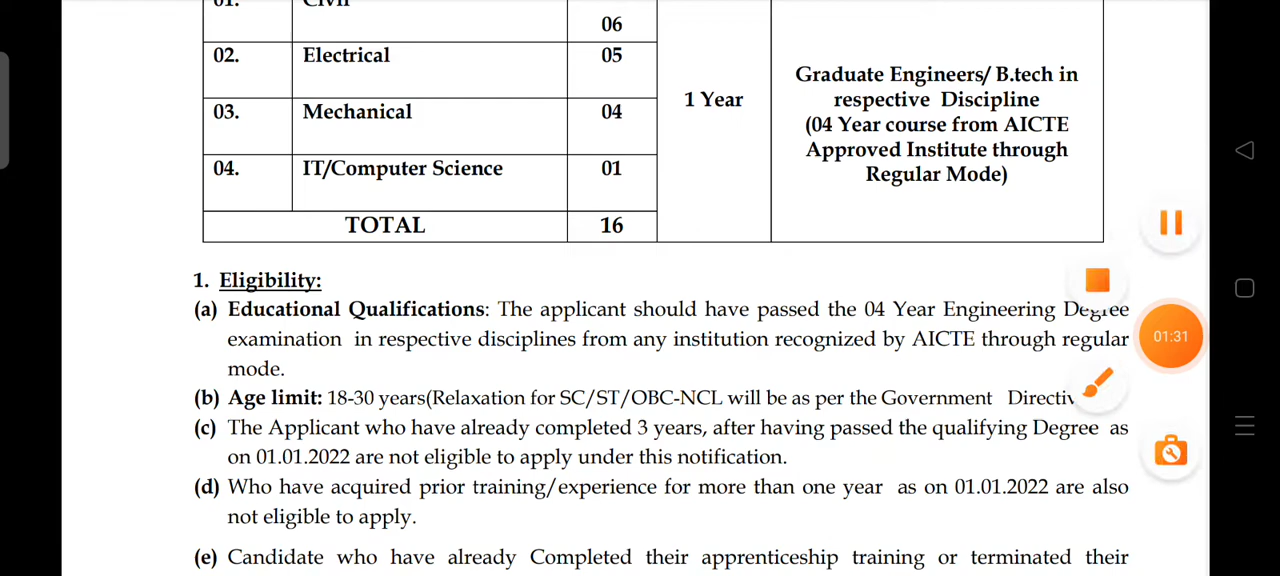 01. Civil
06
02. Electrical 05
03. Mechanical 04
04. IT/Computer Science 01
TOTAL 16
1 Year
Graduate Engineers/ B.tech in
respective Discipline
(04 Year course from AICTE
Approved Institute through
Regular Mode)
1. Eligibility:
(a) Educational Qualifications: The applicant should have passed the 04 Year Engineering Degree
examination in respective disciplines from any institution recognized by AICTE through regular
mode.
(b) Age limit: 18-30 years(Relaxation for SC/ST/OBC-NCL will be as per the Government
(c) The Applicant who have already completed 3 years, after having passed the qualifying Degree as
on 01.01.2022 are not eligible to apply under this notification.
(d) Who have acquired prior training/experience for more than one year as on 01.01.2022 are also
not eligible to apply.
(e) Candidate who have already Completed their apprenticeship training or terminated their
01:31